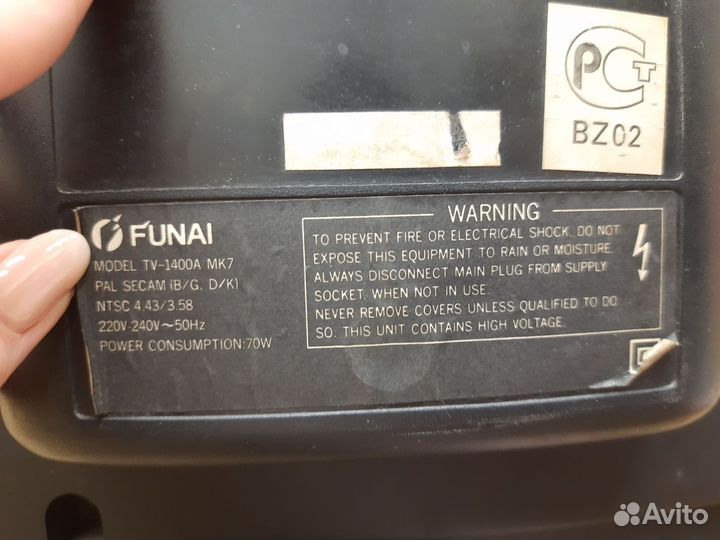 РСТ
BZ02
FUNAI
MODEL TV-1400A MK7
PAL SECAM (B/G, D/K)
NTSC 4.43/3.58
220V-240V~50Hz
POWER CONSUMPTION:70W
WARNING
TO PREVENT FIRE OR ELECTRICAL SHOCK, DO NOT
EXPOSE THIS EQUIPMENT TO RAIN OR MOISTURE.
ALWAYS DISCONNECT MAIN PLUG FROM SUPPLY
SOCKET, WHEN NOT IN USE.
NEVER REMOVE COVERS UNLESS QUALIFIED TO DO
SO. THIS UNIT CONTAINS HIGH VOLTAGE.
Avito